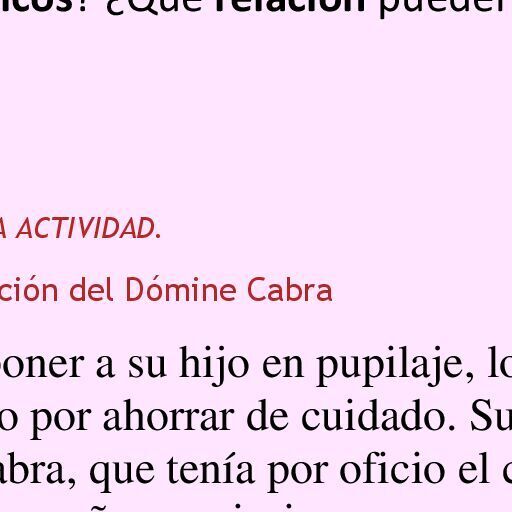 icos? ¿Qué relación pueden
A ACTIVIDAD.
ción del Dómine Cabra
poner a su hijo en pupilaje, lo
o por ahorrar de cuidado. Su
abra, que tenía por oficio el c